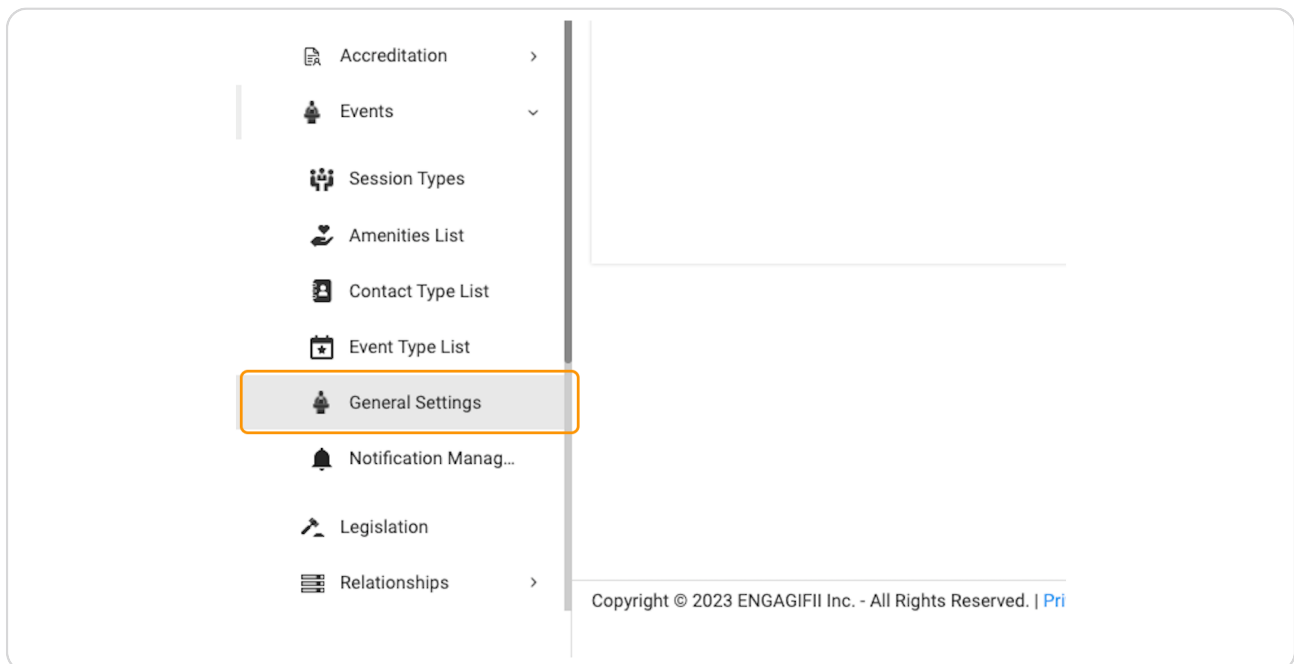 Accreditation
Events
Session Types
Amenities List
Contact Type List
Event Type List
General Settings
Notification Manag...
Legislation
Relationships
Copyright © 2023 ENGAGIFII Inc. - All Rights Reserved. | Pri